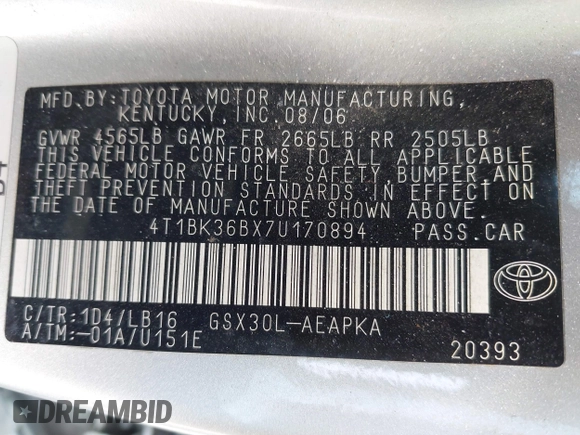 MFD.BY:TOYOTA MOTOR MANUFACTURING,
KENTUCKY, INC.08/06
GVWR 4565LB GAWR FR 2665LB RR 2505LB
THIS VEHICLE CONFORMS TO ALL APPLICABLE
FEDERAL MOTOR VEHICLE SAFETY, BUMPER,AND
THEFT PREVENTION STANDARDS IN EFFECT ON
THE DATE OF MANUFACTURE SHOWN ABOVE.
4T1BK36BX7U170894 PASS.CAR
C/TR:1D4/LB16 GSX30L-AEAPKA
A/TM:-01A/U151E
20393
DREAMBID